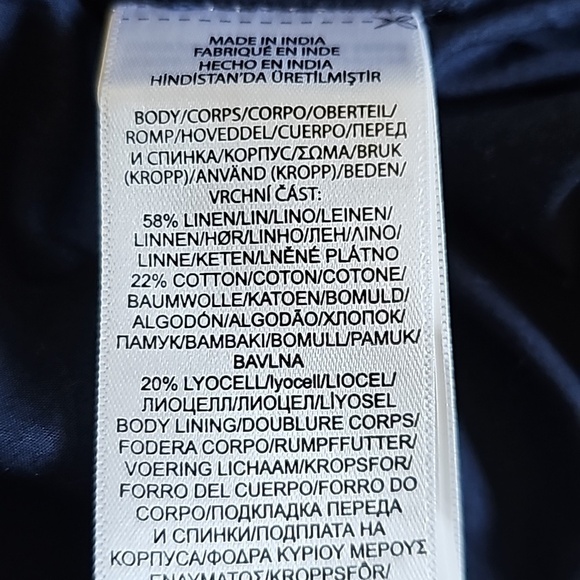 MADE IN INDIA
FABRIQUÉ EN INDE
HECHO EN INDIA
HİNDİSTAN'DA ÜRETİLMİŞTİR
BODY/CORPS/CORPO/OBERTEIL/
ROMP/HOVEDDEL/CUERPO/ПЕРЕД
И СПИНКА/КОРПУС/ΣΩΜΑ/BRUK
(KROPP)/ANVÄND (KROPP)/BEDEN/
VRCHNÍ ČÁST:
58% LINEN/LIN/LINO/LEINEN/
LINNEN/HØR/LINHO/ЛЕН/ΛΙΝΟ/
LINNE/KETEN/LNĚNÉ PLÁTNO
22% COTTON/COTON/COTONE/
BAUMWOLLE/KATOEN/BOMULD/
ALGODÓN/ALGODÃO/ХЛОПОК/
ПАМУК/ΒΑΜΒΑΚΙ/BOMULL/PAMUK/
BAVLNA
20% LYOCELL/lyocell/LIOCEL/
ЛИОЦЕЛЛ/ЛИОЦЕЛ/LİYOSEL
BODY LINING/DOUBLURE CORPS/
FODERA CORPO/RUMPFFUTTER/
VOERING LICHAAM/KROPSFOR/
FORRO DEL CUERPO/FORRO DO
CORPO/ПОДКЛАДКА ПЕРЕДА
И СПИНКИ/ПОДПЛАТА НА
КОРПУСА/ΦΟΔΡΑ ΚΥΡΙΟΥ ΜΕΡΟΥΣ
ΕΝΔΥΜΑΤΟΣ/KROPPSFÔR/